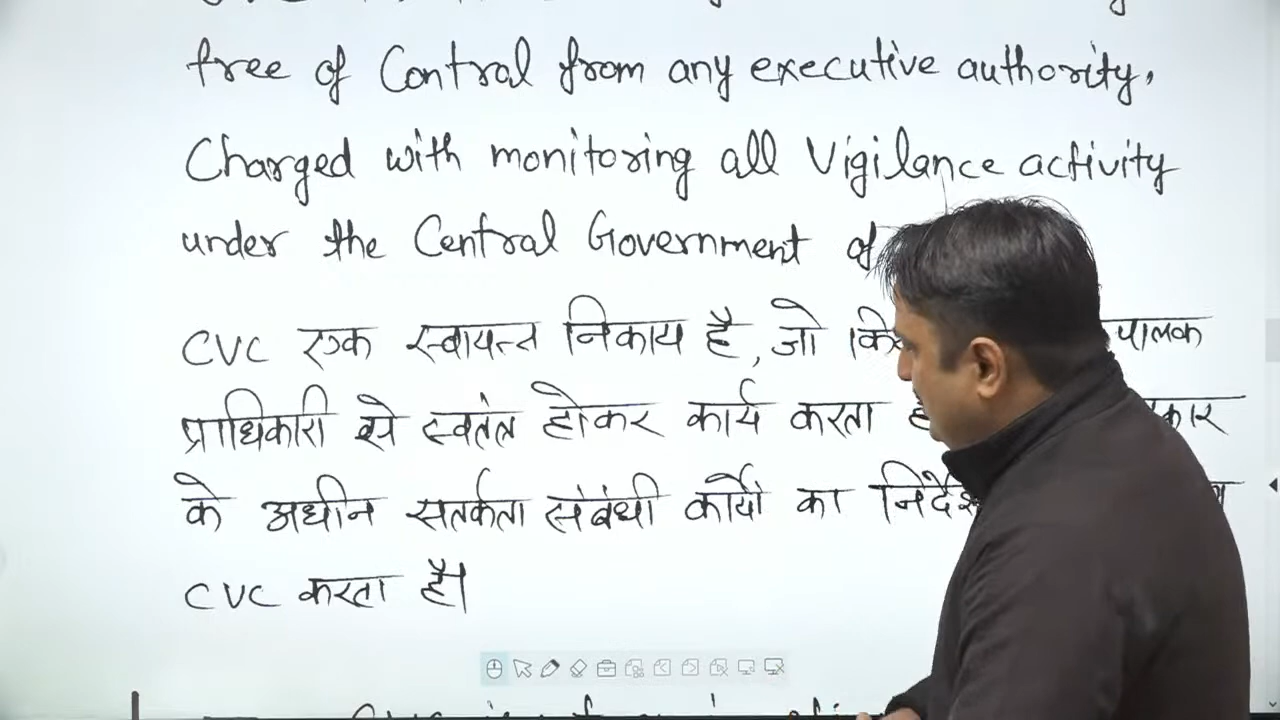 free of Control from any executive authority,
Charged with monitoring all Vigilance activity
under the Central Government of
CVC एक स्वायत्त निकाय है, जो पालक
प्राधिकारी से स्वतंत्र होकर कार्य करता
के अधीन सतर्कता संबंधी कार्यों का
CVC करता है।